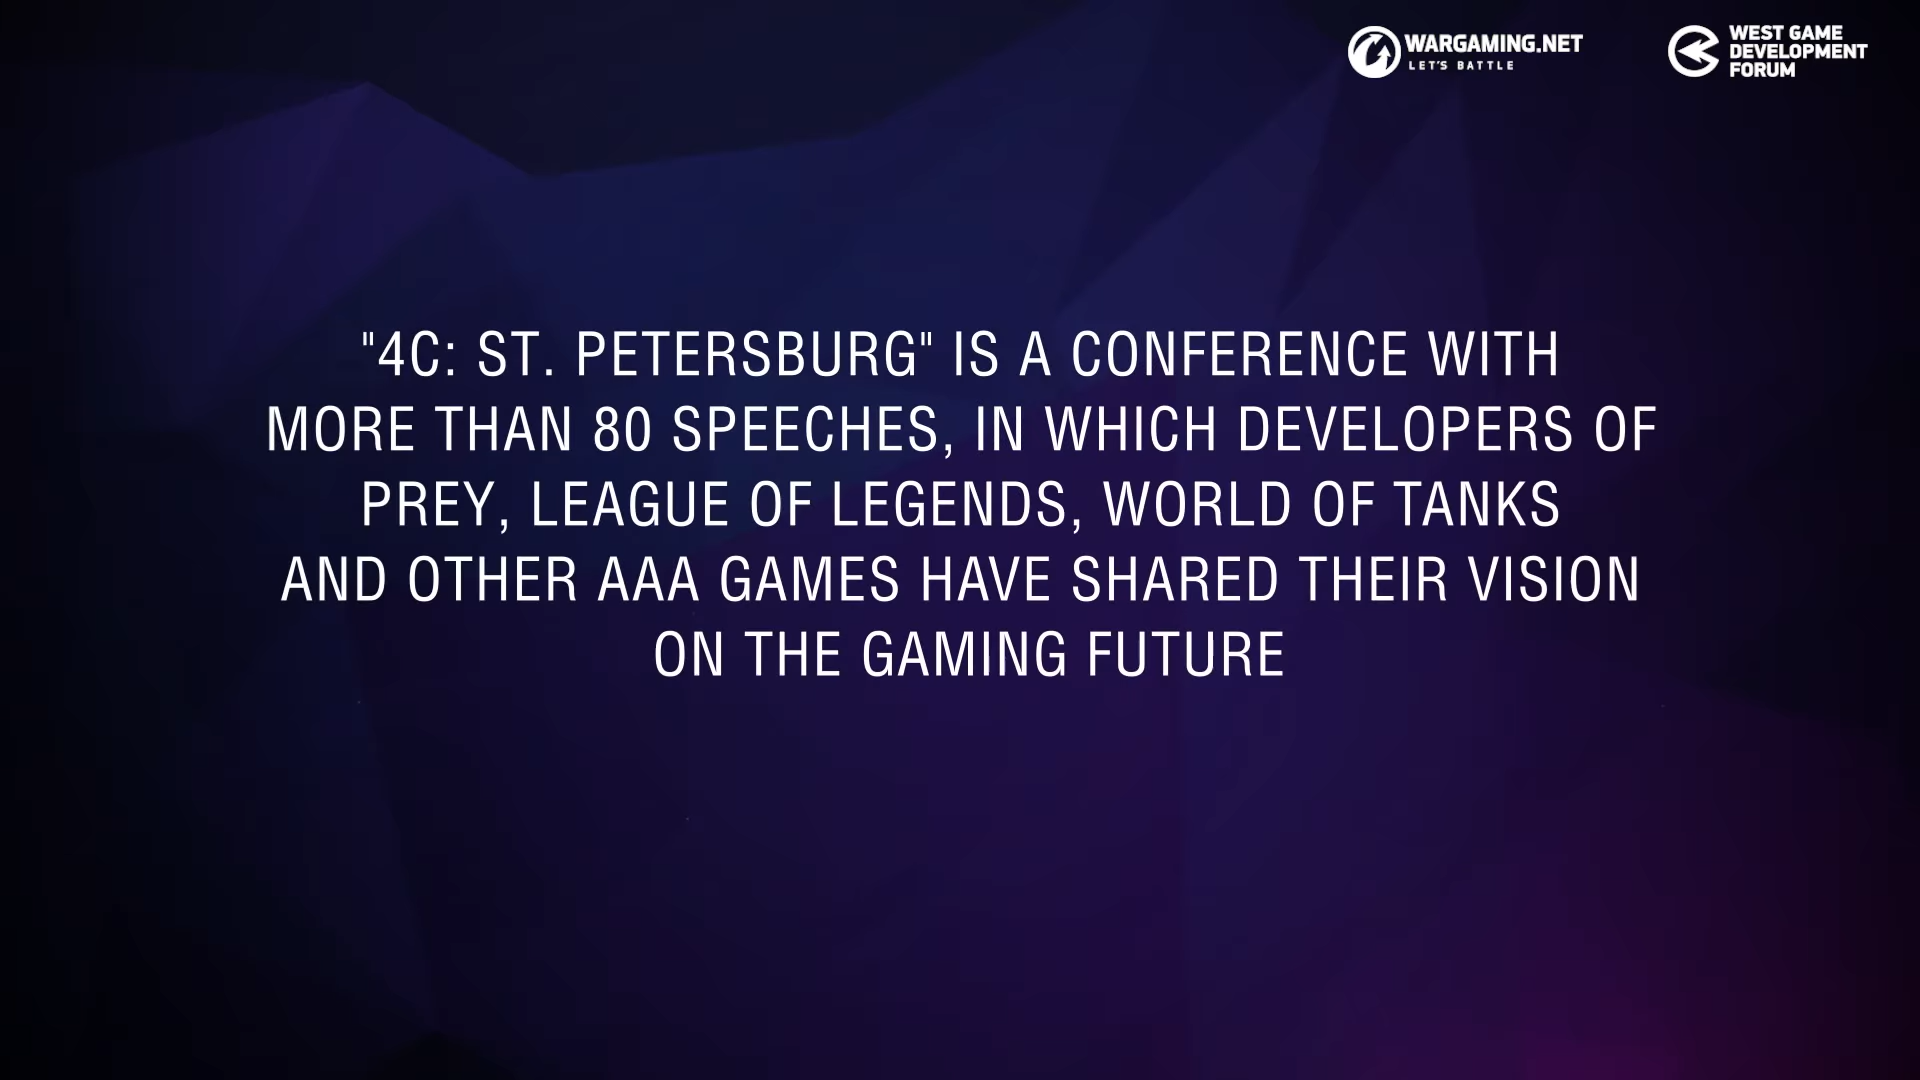 WARGAMING.NET
LET'S BATTLE
WEST GAME
DEVELOPMENT
FORUM
"4C: ST. PETERSBURG" IS A CONFERENCE WITH
MORE THAN 80 SPEECHES, IN WHICH DEVELOPERS OF
PREY, LEAGUE OF LEGENDS, WORLD OF TANKS
AND OTHER AAA GAMES HAVE SHARED THEIR VISION
ON THE GAMING FUTURE